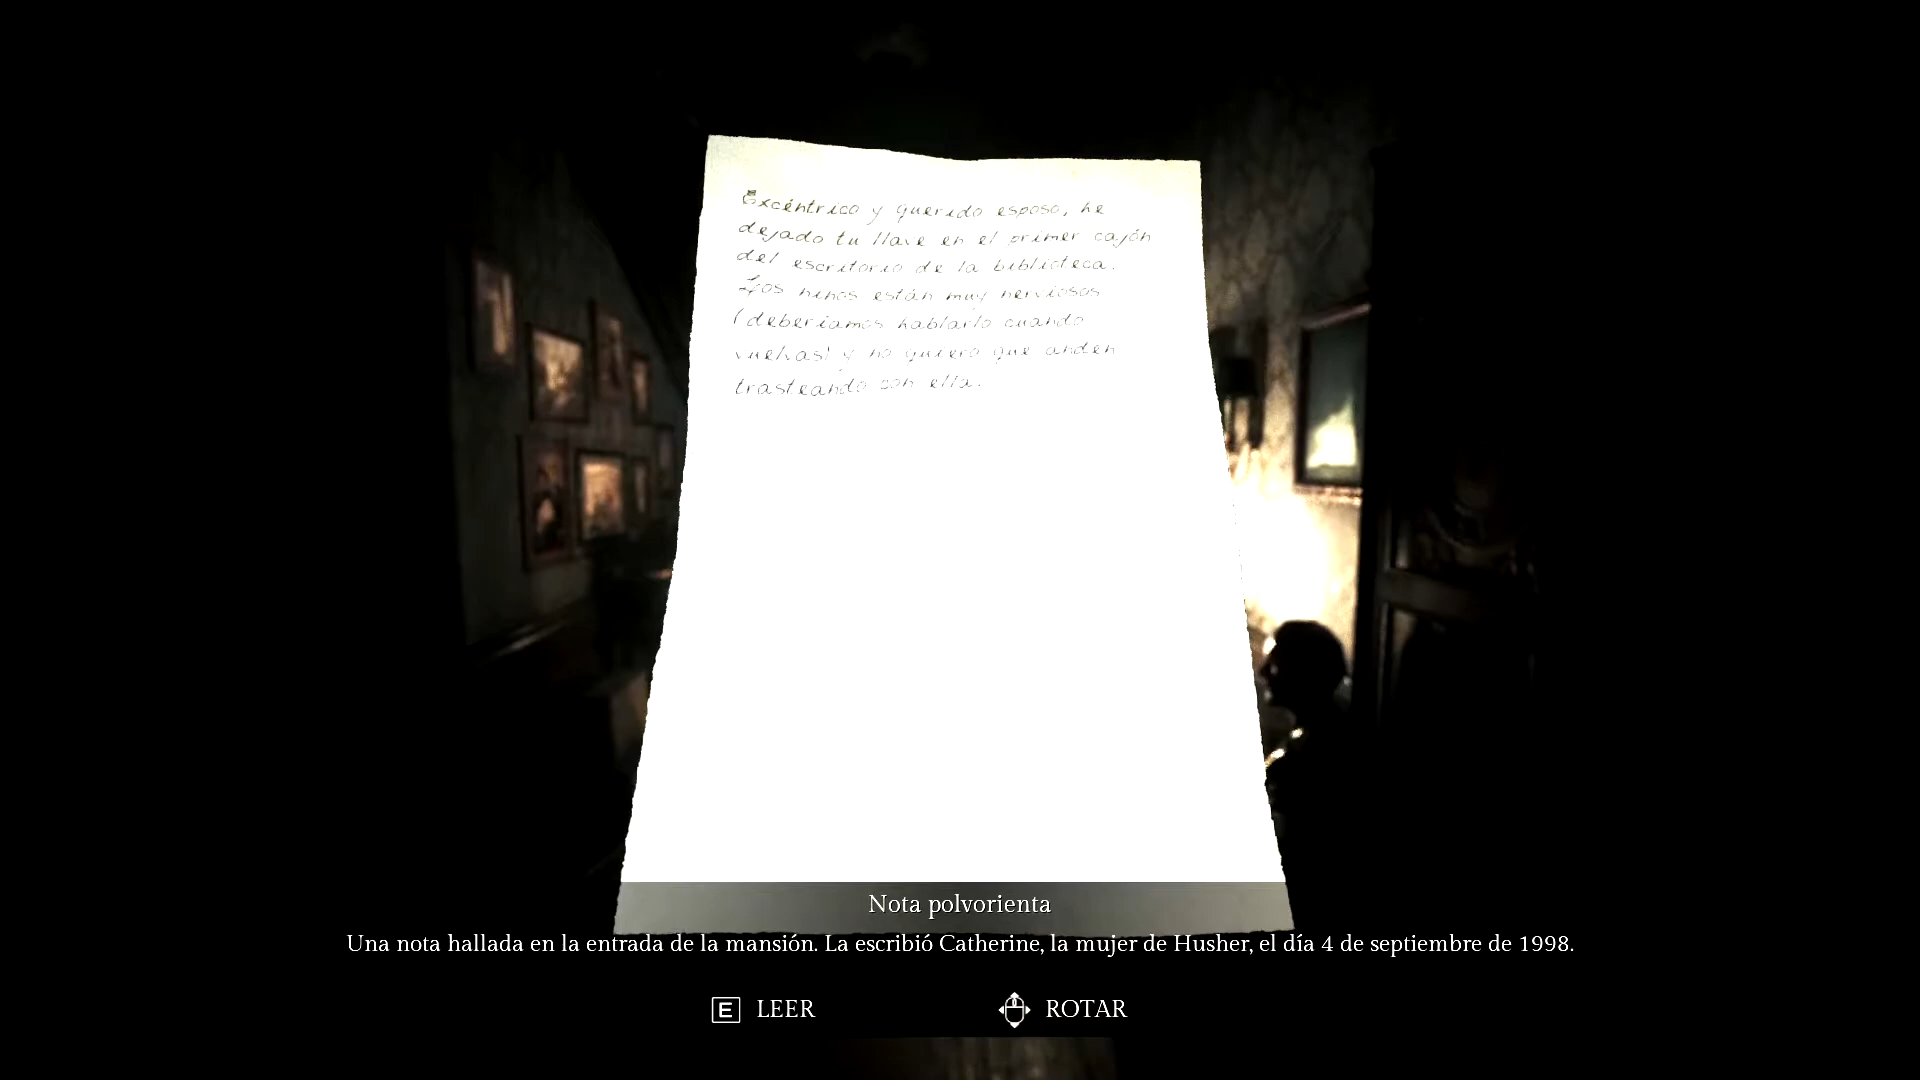 Excéntrico y querido esposo, he
dejado tu llave en el primer cajón
del escritorio de la biblioteca.
Los niños están muy nerviosos
(deberíamos hablarlo cuando
vuelvas) y no quiero que anden
trasteando con ella.
Nota polvorienta
Una nota hallada en la entrada de la mansión. La escribió Catherine, la mujer de Husher, el día 4 de septiembre de 1998.
E LEER
ROTAR